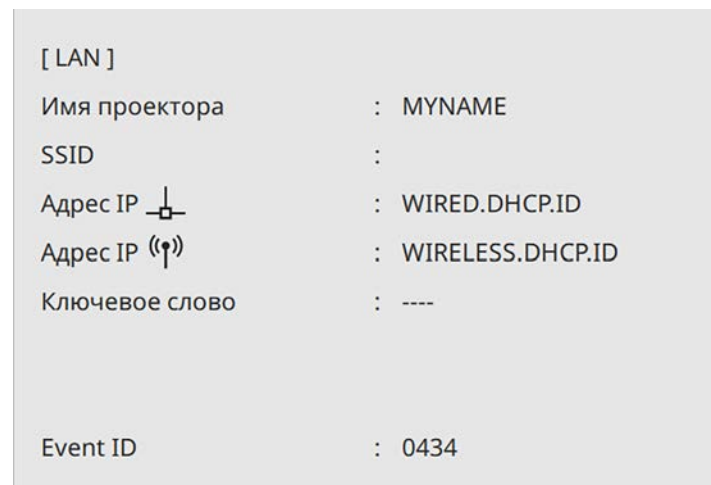 [ LAN ]
Имя проектора : MYNAME
SSID :
Адрес IP : WIRED.DHCP.ID
Адрес IP : WIRELESS.DHCP.ID
Ключевое слово : ----
Event ID : 0434